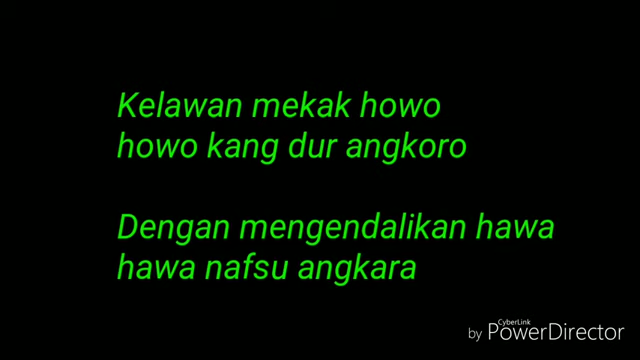 Kelawan mekak howo
howo kang dur angkoro
Dengan mengendalikan hawa
hawa nafsu angkara
by CyberLink PowerDirector